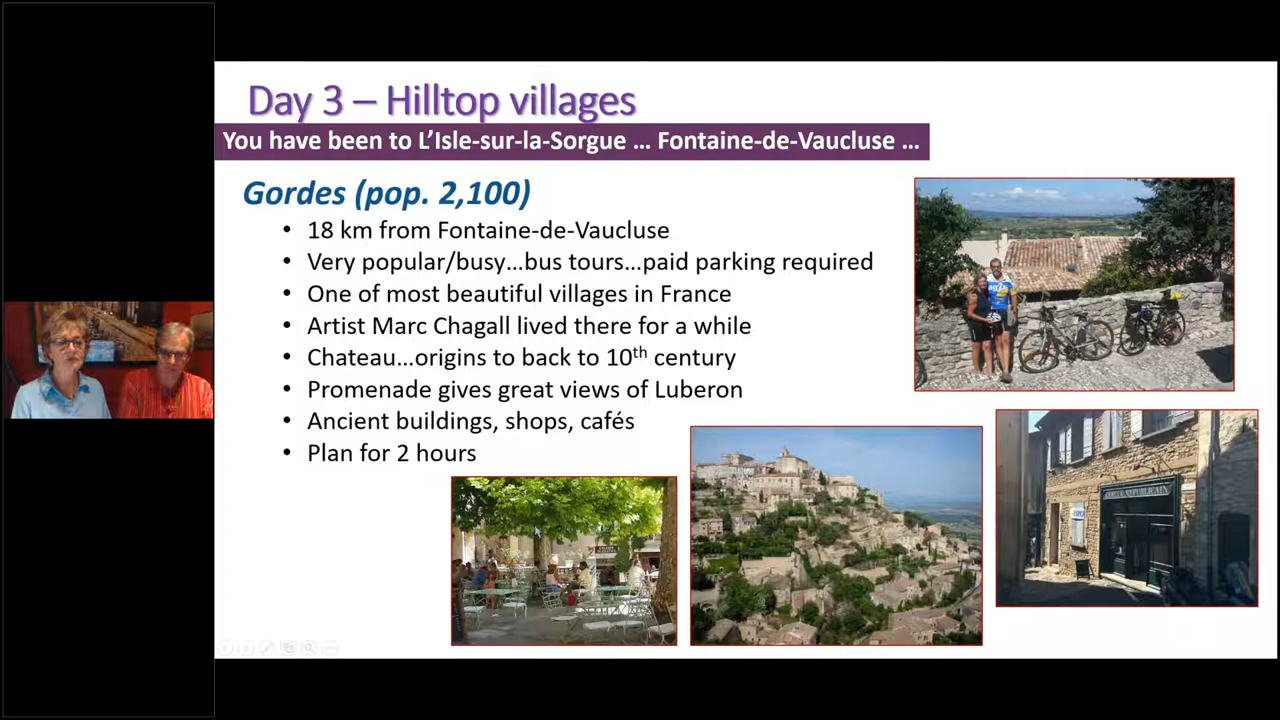 Day 3 – Hilltop villages
You have been to L’Isle-sur-la-Sorgue … Fontaine-de-Vaucluse …
Gordes (pop. 2,100)
• 18 km from Fontaine-de-Vaucluse
• Very popular/busy…bus tours…paid parking required
• One of most beautiful villages in France
• Artist Marc Chagall lived there for a while
• Chateau…origins to back to 10th century
• Promenade gives great views of Luberon
• Ancient buildings, shops, cafés
• Plan for 2 hours
CERCLE REPUBLICAIN